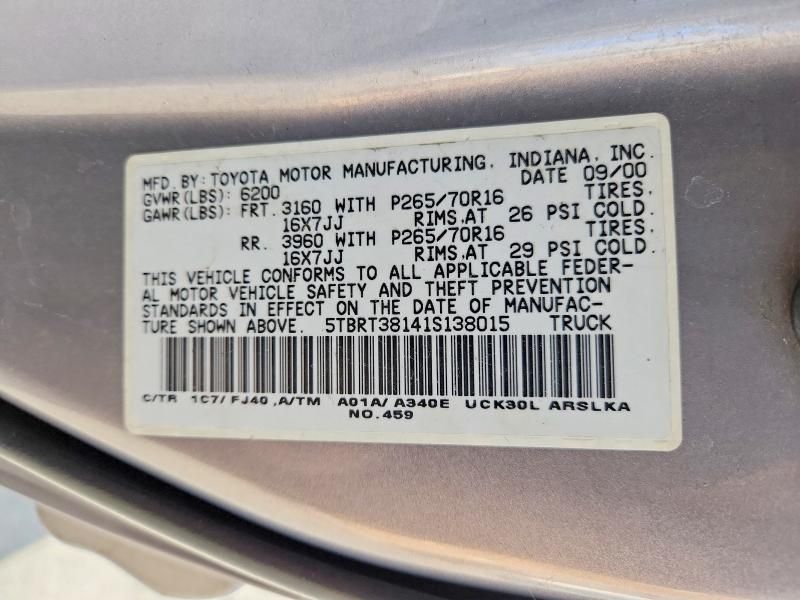 MFD. BY: TOYOTA MOTOR MANUFACTURING, INDIANA, INC.
GVWR(LBS): 6200 DATE 09/00
GAWR(LBS): FRT. 3160 WITH P265/70R16 TIRES,
16X7JJ RIMS,AT 26 PSI COLD.
RR. 3960 WITH P265/70R16 TIRES,
16X7JJ RIMS,AT 29 PSI COLD.
THIS VEHICLE CONFORMS TO ALL APPLICABLE FEDER-
AL MOTOR VEHICLE SAFETY AND THEFT PREVENTION
STANDARDS IN EFFECT ON THE DATE OF MANUFAC-
TURE SHOWN ABOVE. 5TBRT38141S138015 TRUCK
C/TR 1C7/ FJ40 ,A/TM A01A/ A340E UCK30L ARSLKA
NO.459